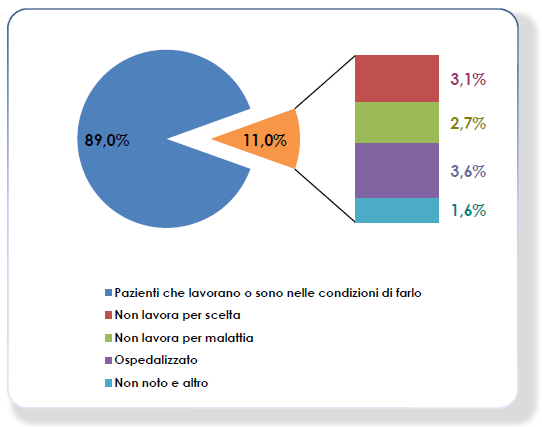 89,0%
11,0%
3,1%
2,7%
3,6%
1,6%
Pazienti che lavorano o sono nelle condizioni di farlo
Non lavora per scelta
Non lavora per malattia
Ospedalizzato
Non noto e altro